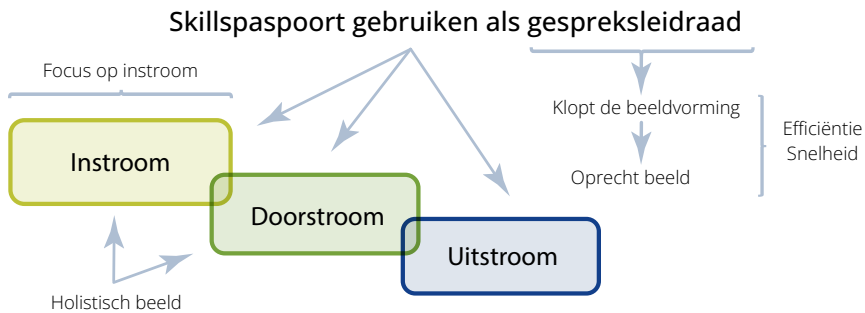 Skillspaspoort gebruiken als gespreksleidraad
Focus op instroom
Instroom
Doorstroom
Uitstroom
Holistisch beeld
Klopt de beeldvorming
Oprecht beeld
Efficiëntie
Snelheid